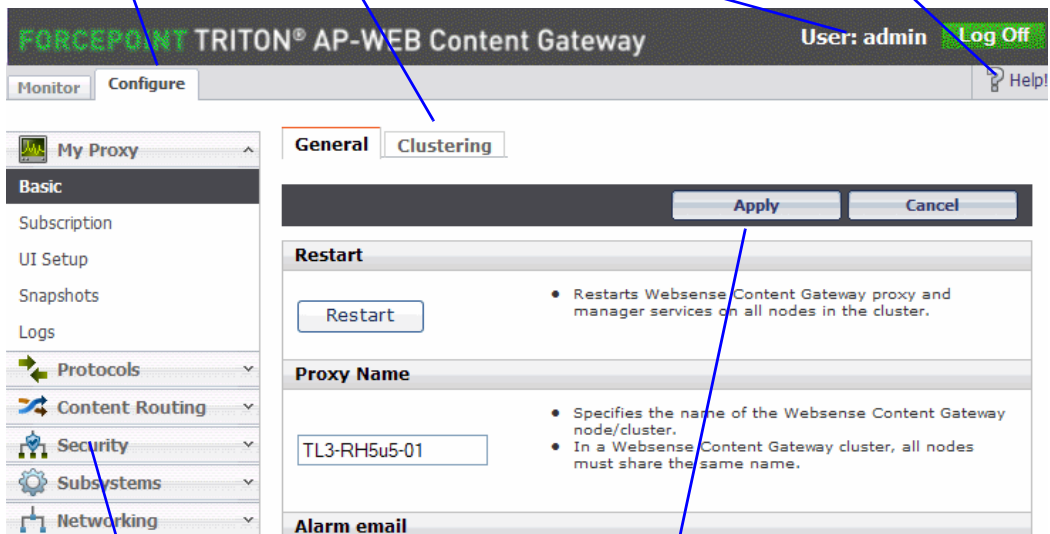 FORCEPOINT TRITON® AP-WEB Content Gateway
User: admin
Log Off
Monitor
Configure
Help!
My Proxy
Basic
Subscription
UI Setup
Snapshots
Logs
Protocols
Content Routing
Security
Subsystems
Networking
General
Clustering
Apply
Cancel
Restart
Restart
• Restarts Websense Content Gateway proxy and
manager services on all nodes in the cluster.
Proxy Name
TL3-RH5u5-01
• Specifies the name of the Websense Content Gateway
node/cluster.
• In a Websense Content Gateway cluster, all nodes
must share the same name.
Alarm email